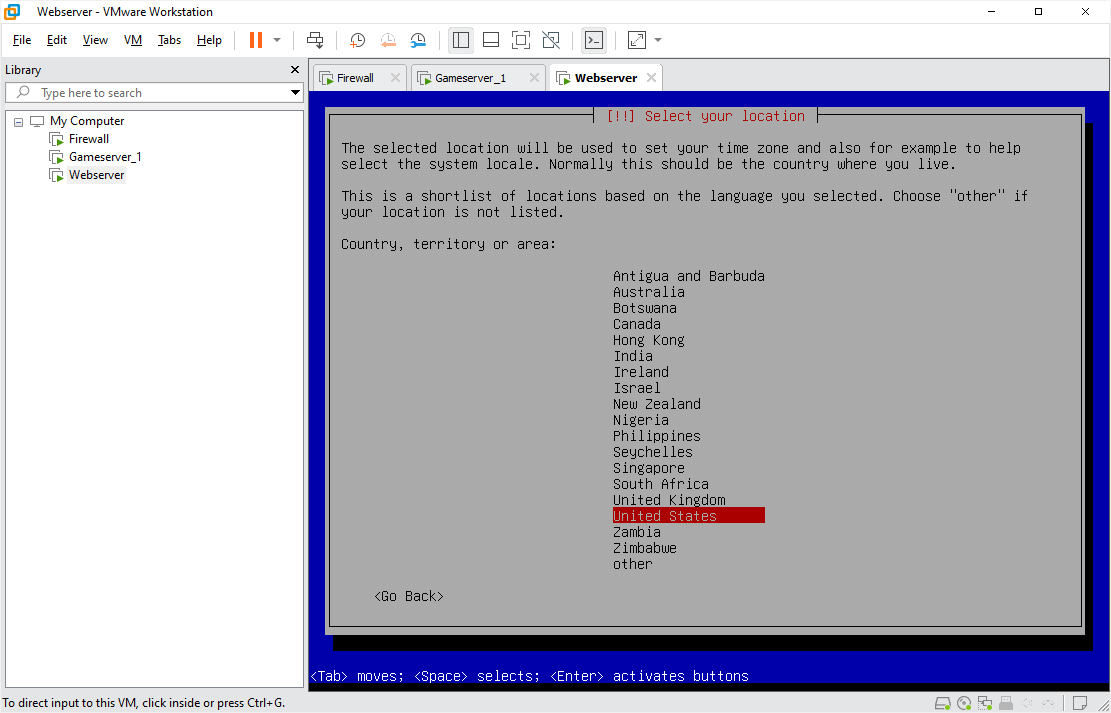 Webserver - VMware Workstation
File Edit View VM Tabs Help
Library
Type here to search
My Computer
Firewall
Gameserver_1
Webserver
Firewall
Gameserver_1
Webserver
[!!] Select your location
The selected location will be used to set your time zone and also for example to help
select the system locale. Normally this should be the country where you live.
This is a shortlist of locations based on the language you selected. Choose "other" if
your location is not listed.
Country, territory or area:
Antigua and Barbuda
Australia
Botswana
Canada
Hong Kong
India
Ireland
Israel
New Zealand
Nigeria
Philippines
Seychelles
Singapore
South Africa
United Kingdom
United States
Zambia
Zimbabwe
other
<Go Back>
<Tab> moves; <Space> selects; <Enter> activates buttons
To direct input to this VM, click inside or press Ctrl+G.